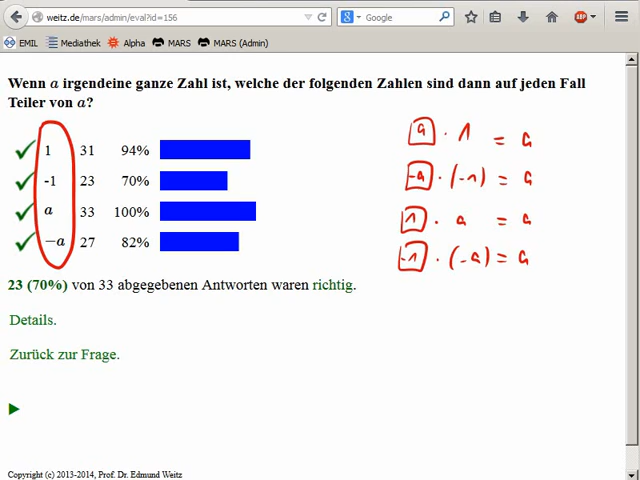 weitz.de/mars/admin/eval?id=156
Google
EMIL Mediathek MARS MARS (Admin)
Wenn a irgendeine ganze Zahl ist, welche der folgenden Zahlen sind dann auf jeden Fall
Teiler von a?
1 31 94%
-1 23 70%
a 33 100%
−a 27 82%
a · 1 = a
-a · (-1) = a
1 · a = a
-1 · (-a) = a
23 (70%) von 33 abgegebenen Antworten waren richtig.
Details.
Zurück zur Frage.
Copyright (c) 2013-2014, Prof. Dr. Edmund Weitz